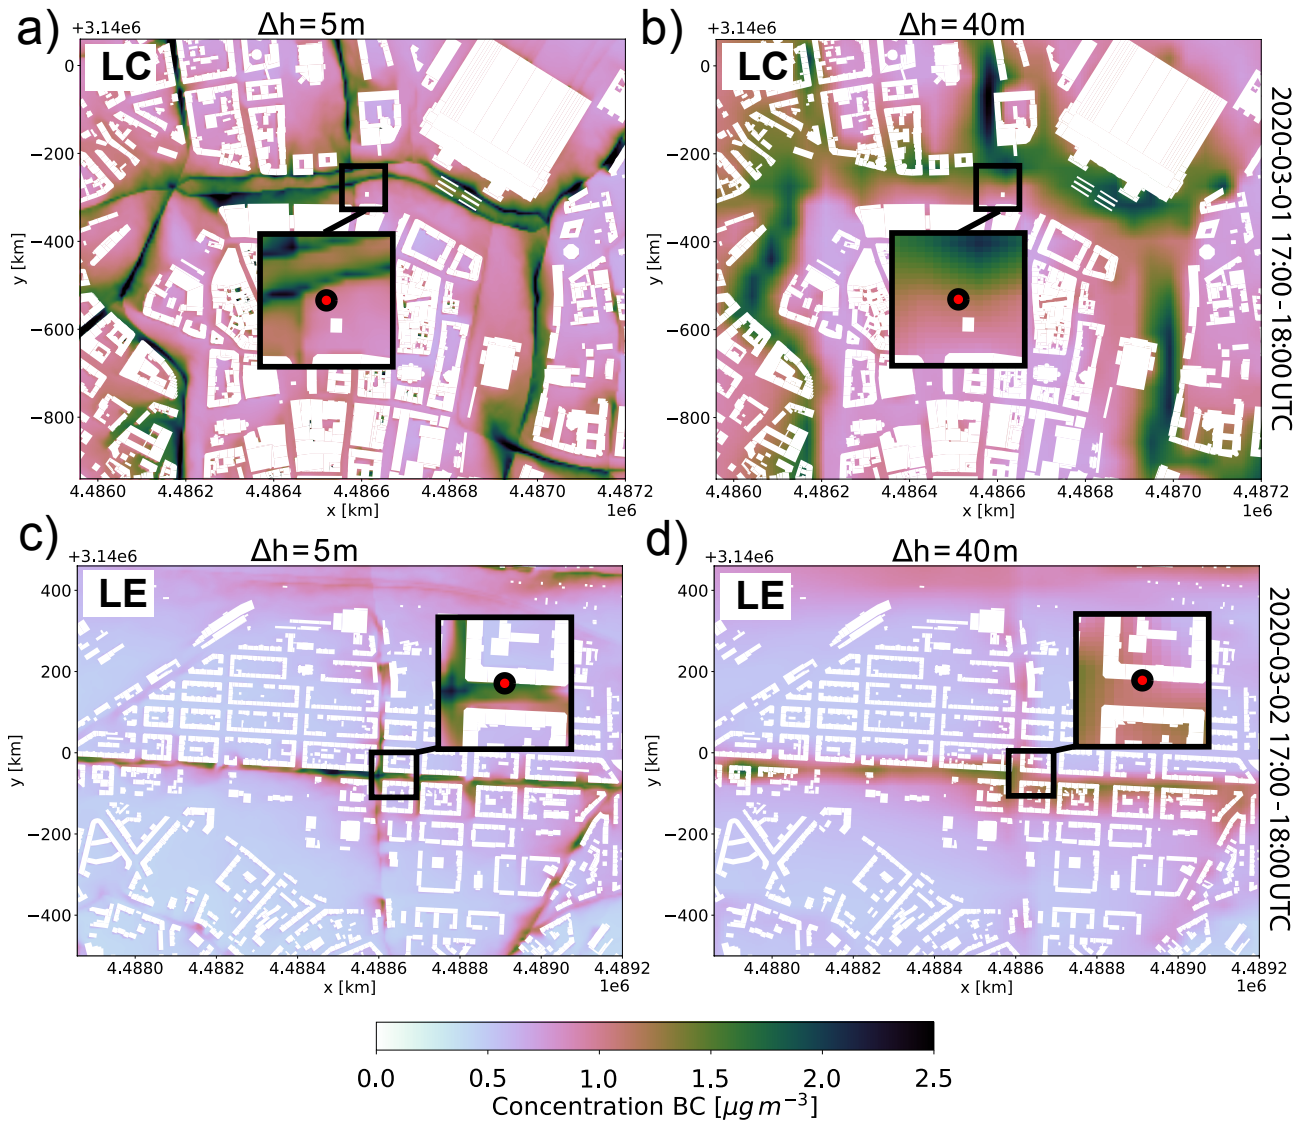 a)
+3.14e6
Δh = 5m
LC
0
−200
−400
−600
−800
y [km]
4.4860 4.4862 4.4864 4.4866 4.4868 4.4870 4.4872
x [km]
1e6
b)
+3.14e6
Δh = 40m
LC
0
−200
−400
−600
−800
y [km]
4.4860 4.4862 4.4864 4.4866 4.4868 4.4870 4.4872
x [km]
1e6
2020-03-01 17:00 - 18:00 UTC
c)
+3.14e6
Δh = 5m
LE
400
200
0
−200
−400
y [km]
4.4880 4.4882 4.4884 4.4886 4.4888 4.4890 4.4892
x [km]
1e6
d)
+3.14e6
Δh = 40m
LE
400
200
0
−200
−400
y [km]
4.4880 4.4882 4.4884 4.4886 4.4888 4.4890 4.4892
x [km]
1e6
2020-03-02 17:00 - 18:00 UTC
0.0 0.5 1.0 1.5 2.0 2.5
Concentration BC [μg m⁻³]